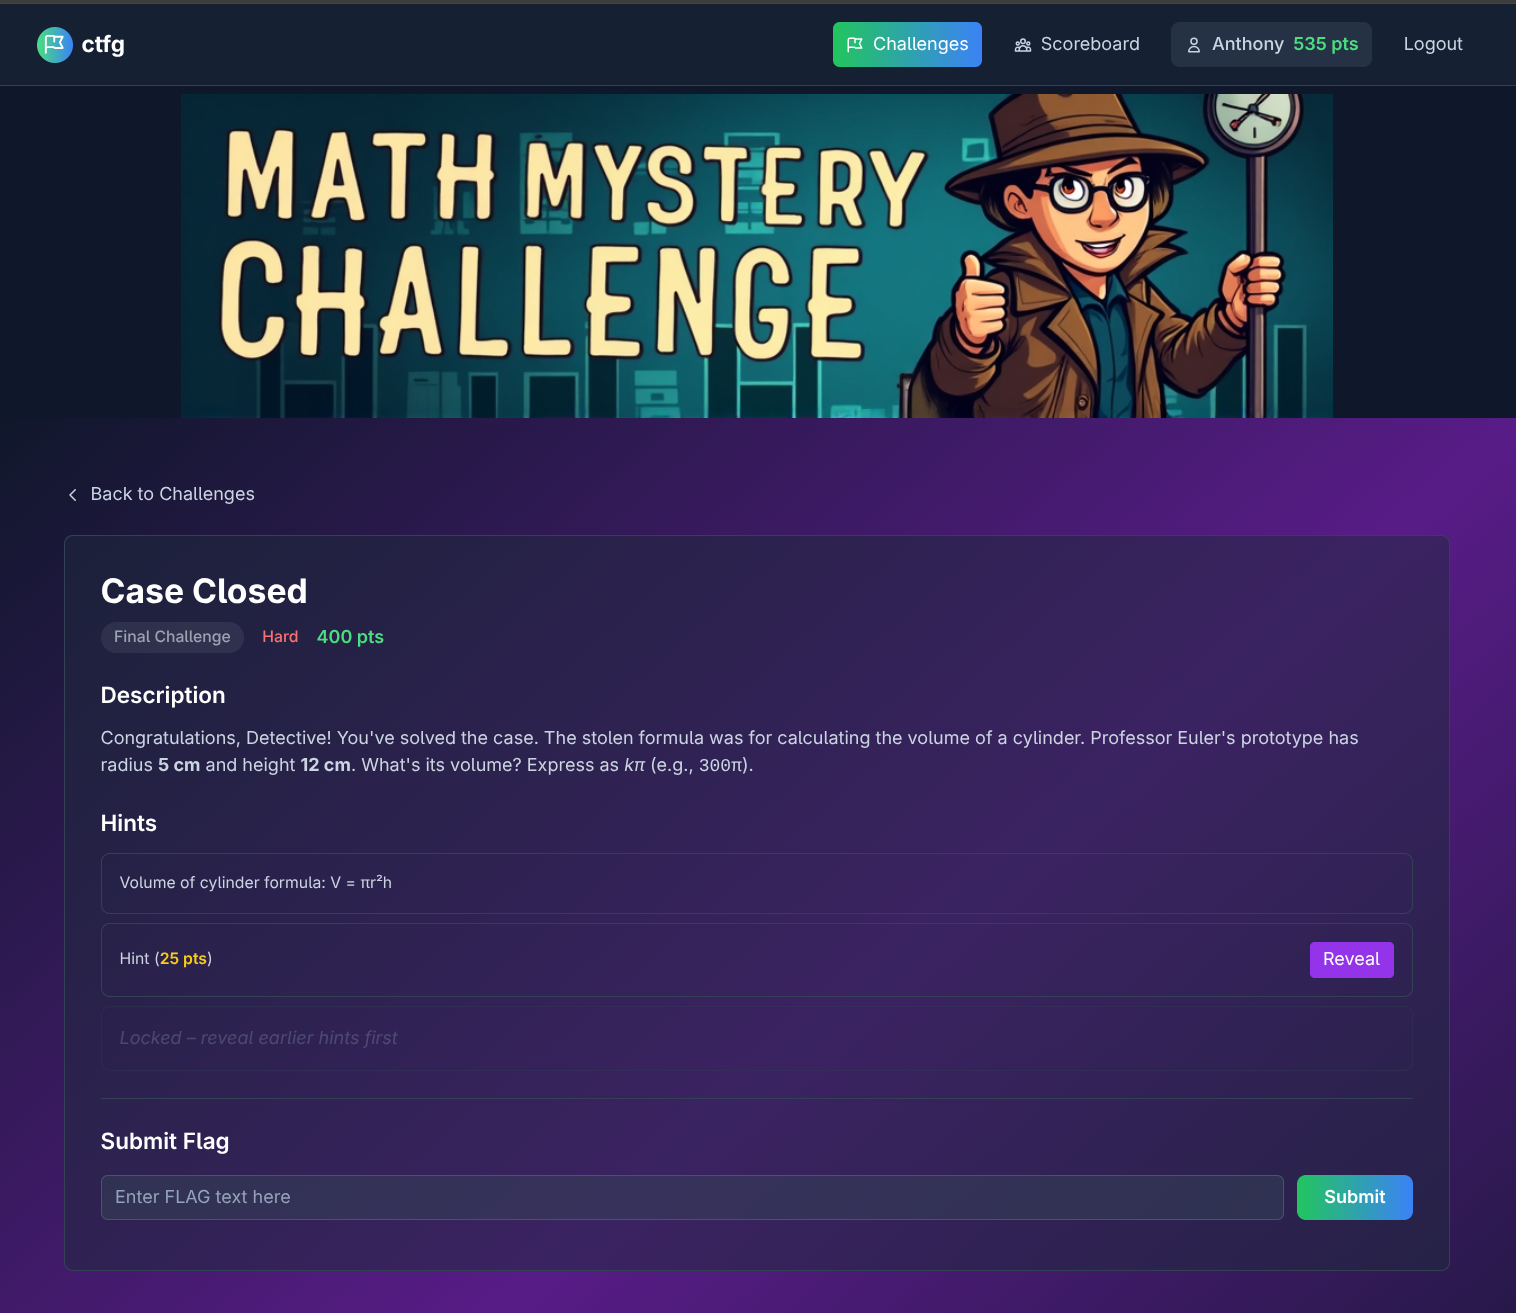 ctfg
Challenges
Scoreboard
Anthony 535 pts
Logout
MATH MYSTERY
CHALLENGE
Back to Challenges
Case Closed
Final Challenge Hard 400 pts
Description
Congratulations, Detective! You've solved the case. The stolen formula was for calculating the volume of a cylinder. Professor Euler's prototype has
radius 5 cm and height 12 cm. What's its volume? Express as kπ (e.g., 300π).
Hints
Volume of cylinder formula: V = πr²h
Hint (25 pts)
Reveal
Locked – reveal earlier hints first
Submit Flag
Enter FLAG text here
Submit